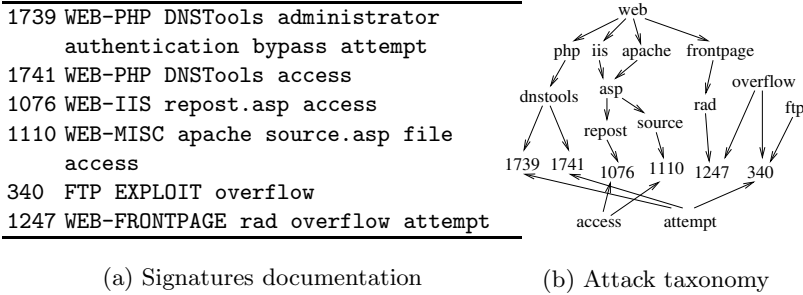 1739 WEB-PHP DNSTools administrator
authentication bypass attempt
1741 WEB-PHP DNSTools access
1076 WEB-IIS repost.asp access
1110 WEB-MISC apache source.asp file
access
340 FTP EXPLOIT overflow
1247 WEB-FRONTPAGE rad overflow attempt
(a) Signatures documentation
web
php iis apache frontpage
overflow
asp
dnstools rad ftp
source
repost
1739 1741 1076 1110 1247 340
access attempt
(b) Attack taxonomy